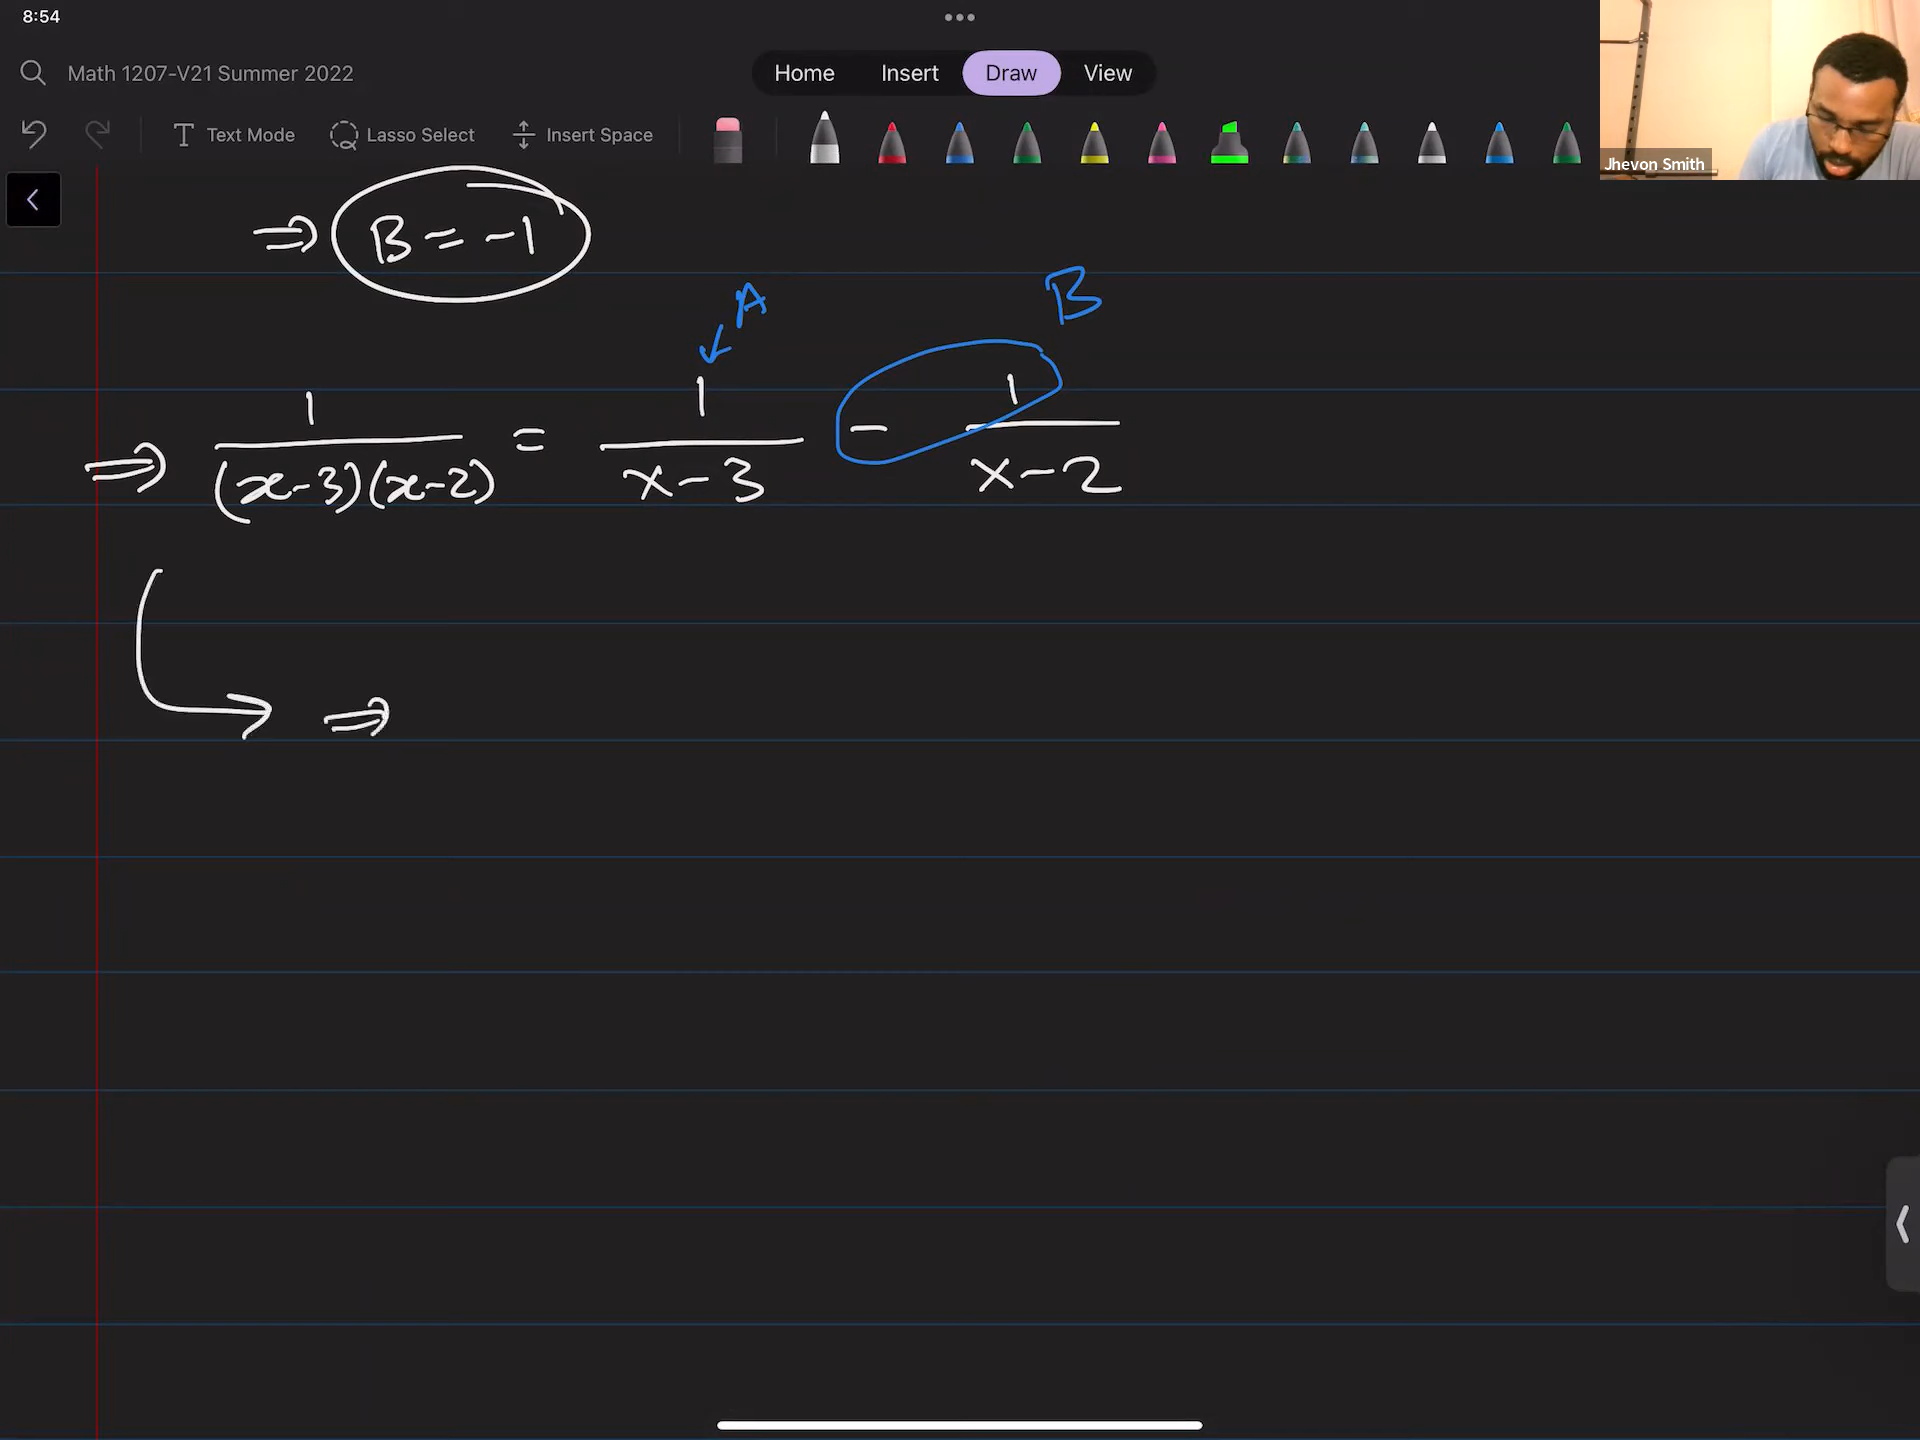 8:54
Math 1207-V21 Summer 2022
Home Insert Draw View
Text Mode Lasso Select Insert Space
Jhevon Smith
⇒ B = -1
A B
⇒ 1/((x-3)(x-2)) = 1/(x-3) - 1/(x-2)
⇒